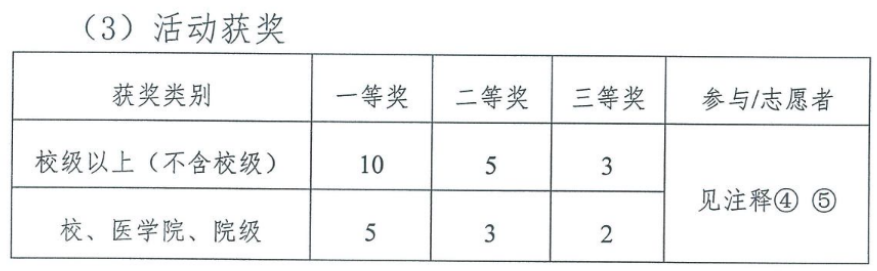 （3）活动获奖
获奖类别 一等奖 二等奖 三等奖 参与/志愿者
校级以上（不含校级） 10 5 3
见注释④ ⑤
校、医学院、院级 5 3 2